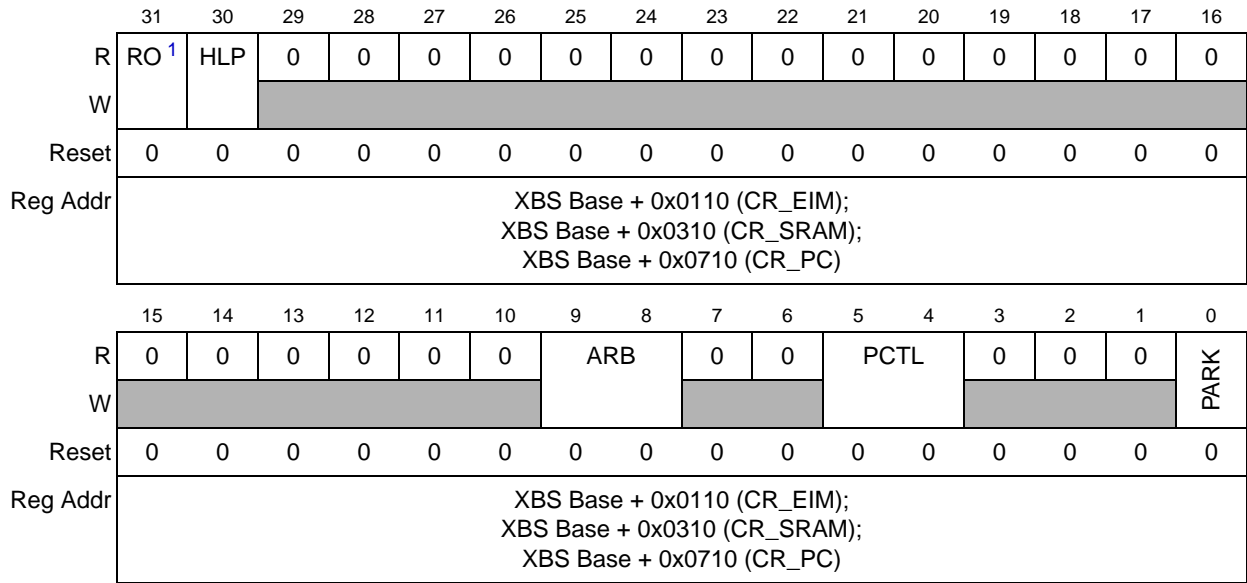 31 30 29 28 27 26 25 24 23 22 21 20 19 18 17 16
R RO 1 HLP 0 0 0 0 0 0 0 0 0 0 0 0 0 0
W
Reset 0 0 0 0 0 0 0 0 0 0 0 0 0 0 0 0
Reg Addr XBS Base + 0x0110 (CR_EIM);
XBS Base + 0x0310 (CR_SRAM);
XBS Base + 0x0710 (CR_PC)
15 14 13 12 11 10 9 8 7 6 5 4 3 2 1 0
R 0 0 0 0 0 0 ARB 0 0 PCTL 0 0 0 PARK
W
Reset 0 0 0 0 0 0 0 0 0 0 0 0 0 0 0 0
Reg Addr XBS Base + 0x0110 (CR_EIM);
XBS Base + 0x0310 (CR_SRAM);
XBS Base + 0x0710 (CR_PC)